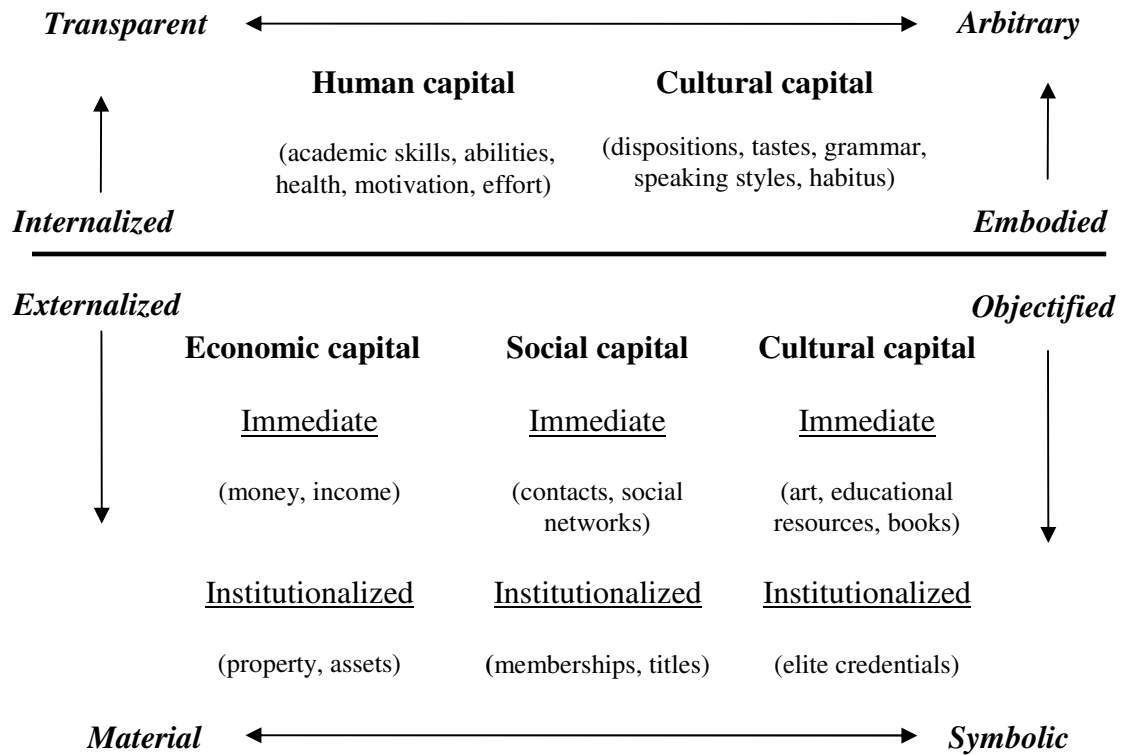 Transparent Arbitrary
Human capital Cultural capital
(academic skills, abilities,
health, motivation, effort)
(dispositions, tastes, grammar,
speaking styles, habitus)
Internalized Embodied
Externalized Objectified
Economic capital Social capital Cultural capital
Immediate Immediate Immediate
(money, income) (contacts, social
networks) (art, educational
resources, books)
Institutionalized Institutionalized Institutionalized
(property, assets) (memberships, titles) (elite credentials)
Material Symbolic